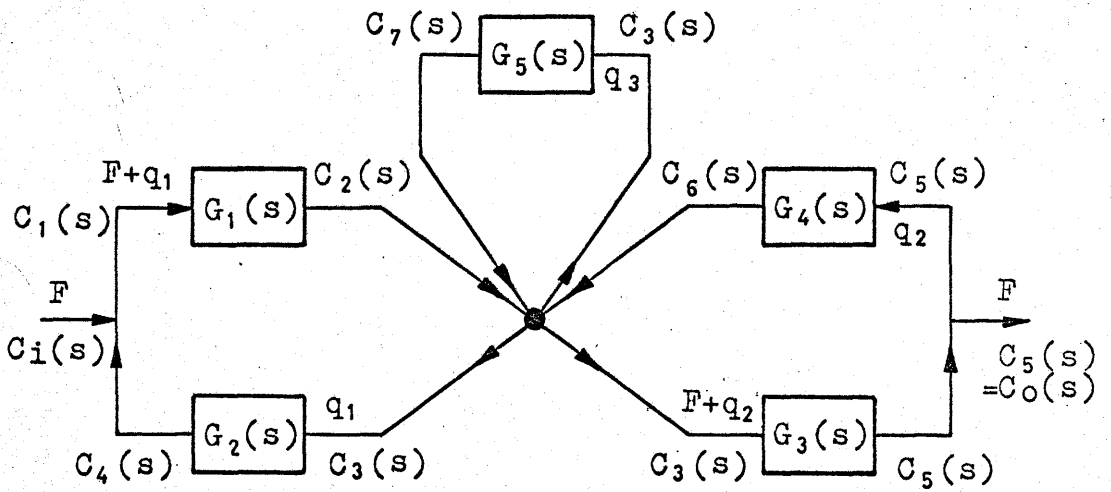 C₇(s)
G₅(s)
C₃(s)
q₃
F+q₁
G₁(s)
C₂(s)
C₁(s)
C₆(s)
G₄(s)
C₅(s)
q₂
F
Ci(s)
F
C₅(s)
=Co(s)
q₁
G₂(s)
C₄(s)
C₃(s)
F+q₂
G₃(s)
C₃(s)
C₅(s)